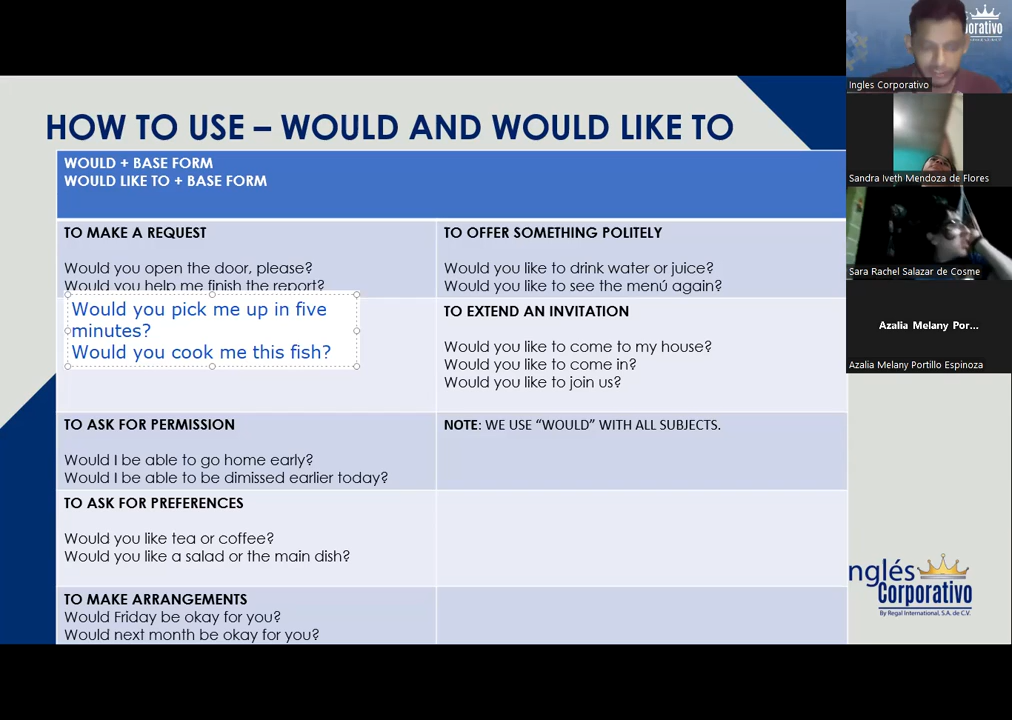 HOW TO USE – WOULD AND WOULD LIKE TO
WOULD + BASE FORM
WOULD LIKE TO + BASE FORM
TO MAKE A REQUEST
Would you open the door, please?
Would you help me finish the report?
Would you pick me up in five
minutes?
Would you cook me this fish?
TO OFFER SOMETHING POLITELY
Would you like to drink water or juice?
Would you like to see the menú again?
TO EXTEND AN INVITATION
Would you like to come to my house?
Would you like to come in?
Would you like to join us?
TO ASK FOR PERMISSION
Would I be able to go home early?
Would I be able to be dimissed earlier today?
NOTE: WE USE “WOULD” WITH ALL SUBJECTS.
TO ASK FOR PREFERENCES
Would you like tea or coffee?
Would you like a salad or the main dish?
TO MAKE ARRANGEMENTS
Would Friday be okay for you?
Would next month be okay for you?
nglés
Corporativo
By Regal International, S.A. de C.V.
orativo
Ingles Corporativo
Sandra Iveth Mendoza de Flores
Sara Rachel Salazar de Cosme
Azalia Melany Por...
Azalia Melany Portillo Espinoza